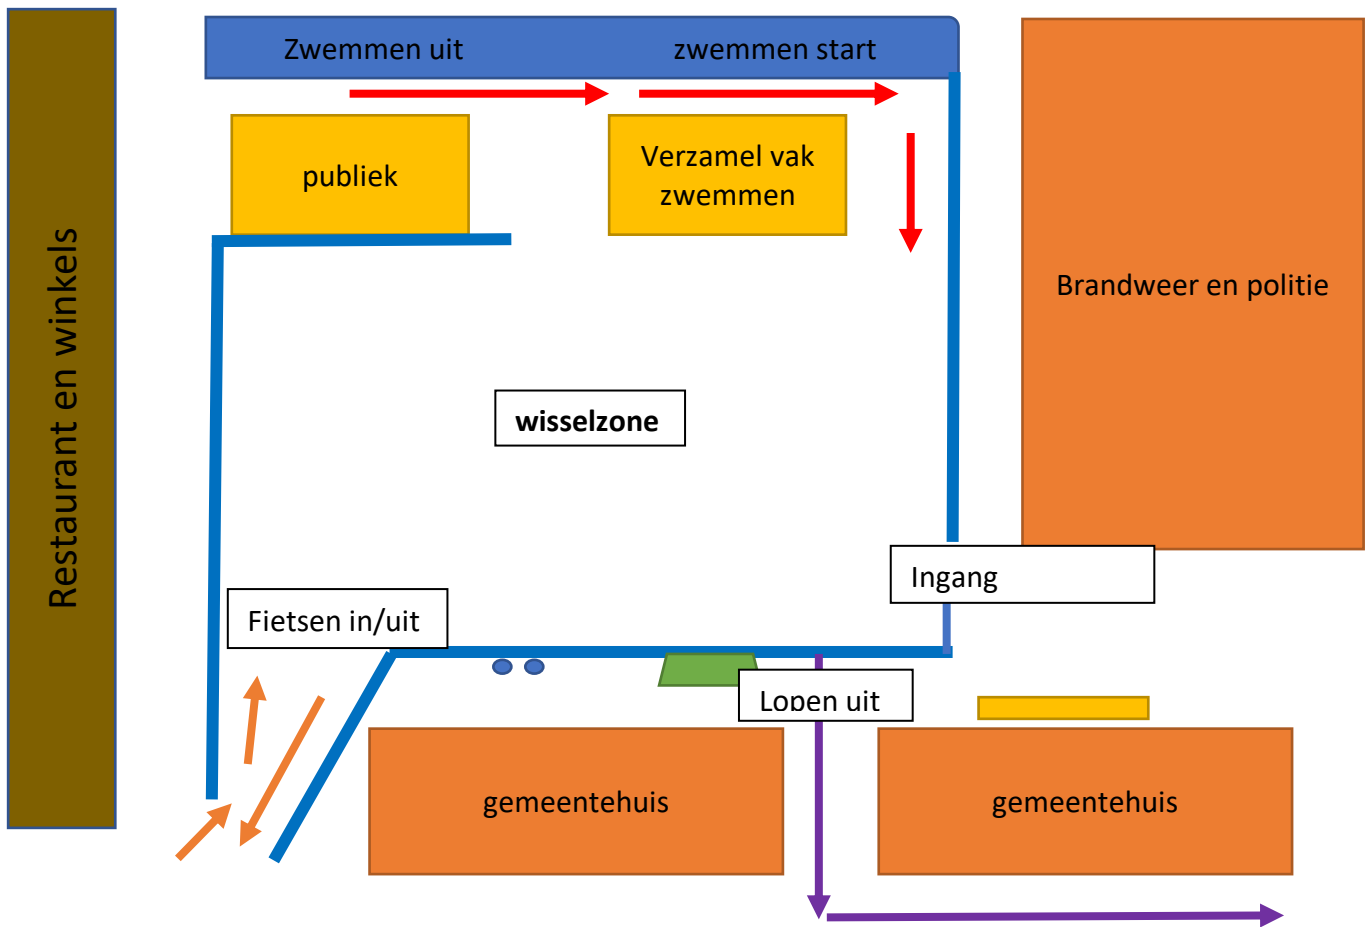 Zwemmen uit
zwemmen start
publiek
Verzamel vak
zwemmen
Restaurant en winkels
Brandweer en politie
wisselzone
Ingang
Fietsen in/uit
Lopen uit
gemeentehuis
gemeentehuis